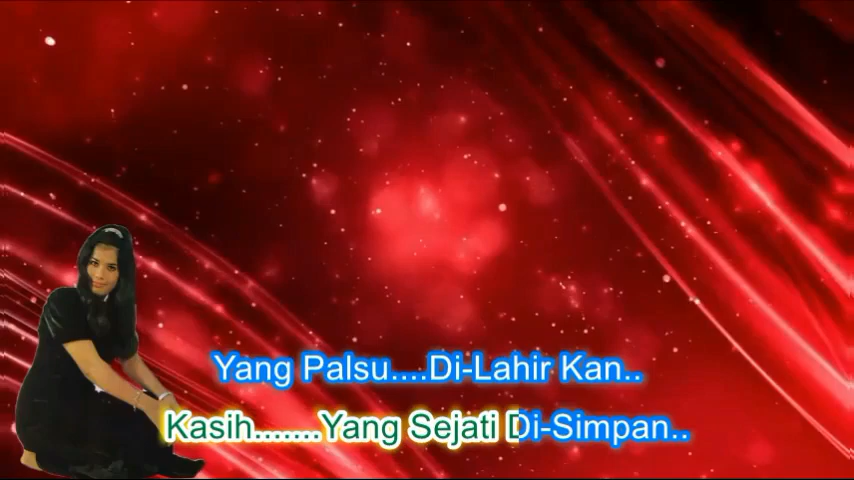 Yang Palsu....Di-Lahir Kan..
Kasih.......Yang Sejati Di-Simpan..